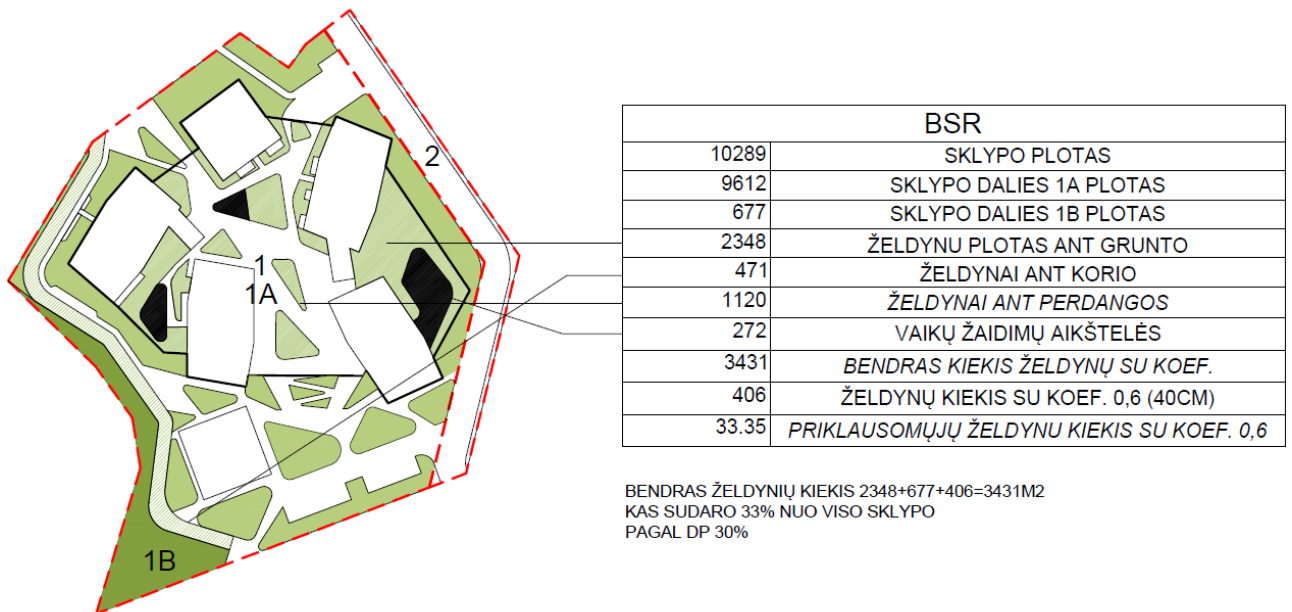 2
1
1A
1B
BSR
10289 SKLYPO PLOTAS
9612 SKLYPO DALIES 1A PLOTAS
677 SKLYPO DALIES 1B PLOTAS
2348 ŽELDYNU PLOTAS ANT GRUNTO
471 ŽELDYNAI ANT KORIO
1120 ŽELDYNAI ANT PERDANGOS
272 VAIKŲ ŽAIDIMŲ AIKŠTELĖS
3431 BENDRAS KIEKIS ŽELDYNŲ SU KOEF.
406 ŽELDYNŲ KIEKIS SU KOEF. 0,6 (40CM)
33.35 PRIKLAUSOMŲJŲ ŽELDYNU KIEKIS SU KOEF. 0,6
BENDRAS ŽELDYNIŲ KIEKIS 2348+677+406=3431M2
KAS SUDARO 33% NUO VISO SKLYPO
PAGAL DP 30%